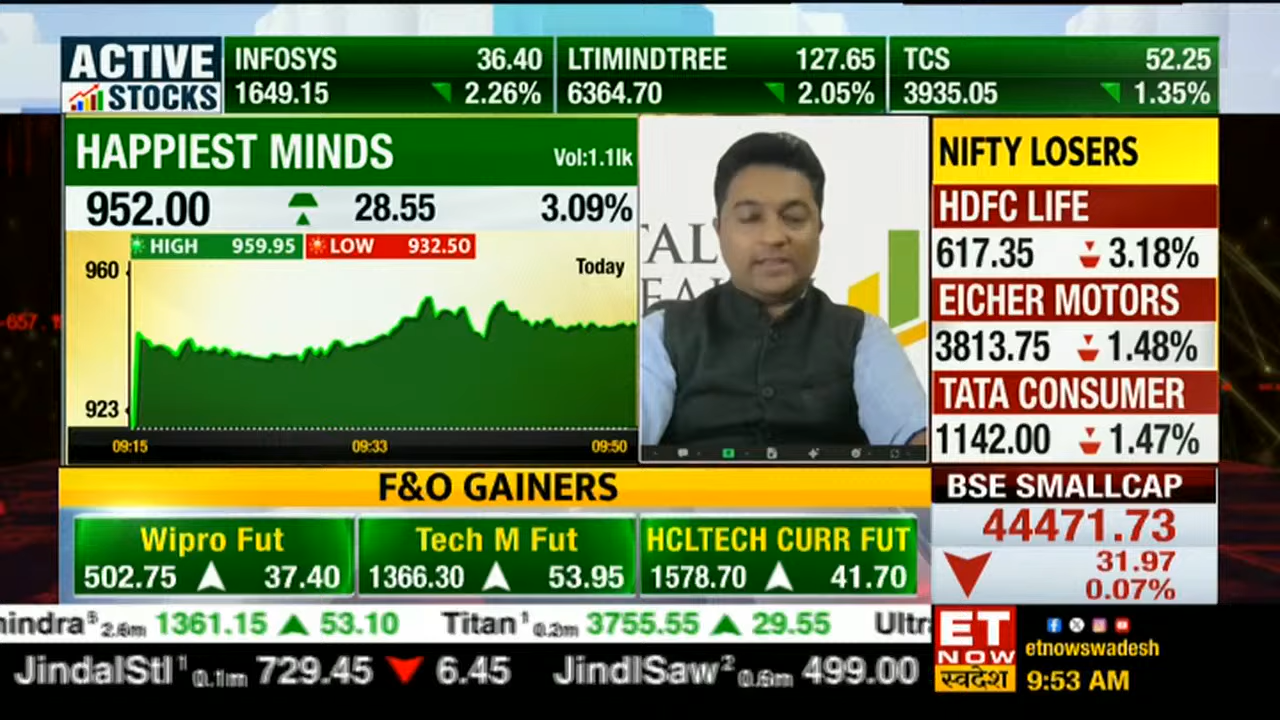 ACTIVE STOCKS
INFOSYS 36.40
1649.15 2.26%
LTIMINDTREE 127.65
6364.70 2.05%
TCS 52.25
3935.05 1.35%
HAPPIEST MINDS Vol:1.1lk
952.00 28.55 3.09%
HIGH 959.95 LOW 932.50
Today
960
923
09:15 09:33 09:50
NIFTY LOSERS
HDFC LIFE
617.35 3.18%
EICHER MOTORS
3813.75 1.48%
TATA CONSUMER
1142.00 1.47%
BSE SMALLCAP
44471.73
31.97
0.07%
F&O GAINERS
Wipro Fut
502.75 37.40
Tech M Fut
1366.30 53.95
HCLTECH CURR FUT
1578.70 41.70
1361.15 53.10 Titan 3755.55 29.55
JindalStl 729.45 6.45 JindlSaw 499.00
ET
NOW
स्वदेश
etnowswadesh
9:53 AM